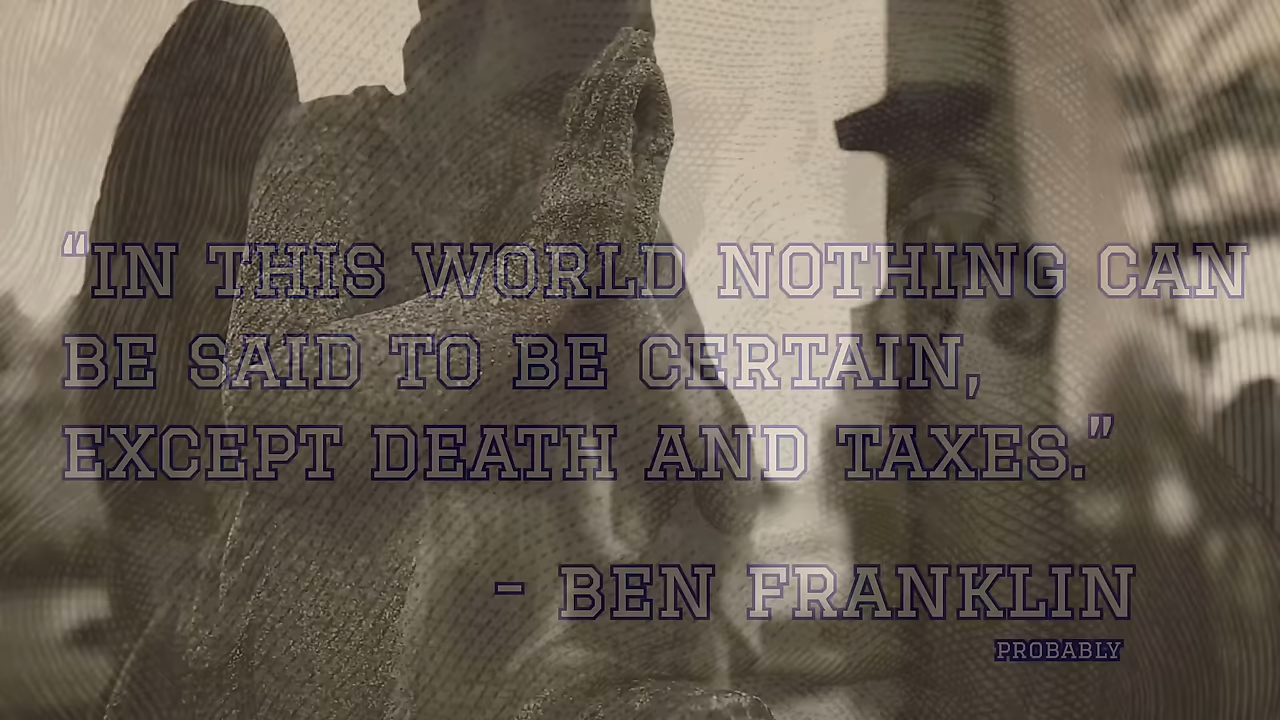 “IN THIS WORLD NOTHING CAN
BE SAID TO BE CERTAIN,
EXCEPT DEATH AND TAXES.”
- BEN FRANKLIN
PROBABLY